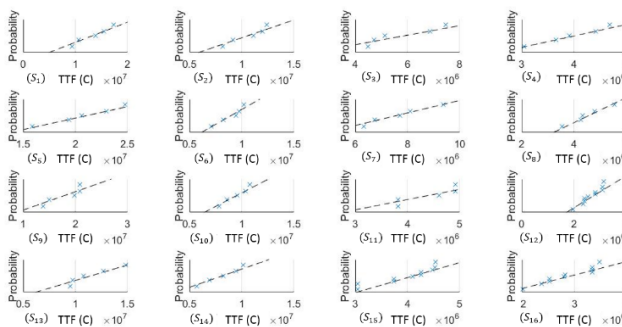 Probability Probability Probability Probability
0 1 2 0.5 1 1.5 4 6 8 3 4
(S1) TTF (C) × 10^7 (S2) TTF (C) × 10^7 (S3) TTF (C) × 10^6 (S4) TTF (C)
Probability Probability Probability Probability
1.5 2 2.5 0.5 1 1.5 6 8 10 2 4
(S5) TTF (C) × 10^7 (S6) TTF (C) × 10^7 (S7) TTF (C) × 10^6 (S8) TTF (C)
Probability Probability Probability Probability
1 2 3 0.5 1 1.5 3 4 5 0 2
(S9) TTF (C) × 10^7 (S10) TTF (C) × 10^7 (S11) TTF (C) × 10^6 (S12) TTF (C)
Probability Probability Probability Probability
0.5 1 1.5 0.5 1 1.5 3 4 5 2 3
(S13) TTF (C) × 10^7 (S14) TTF (C) × 10^7 (S15) TTF (C) × 10^6 (S16) TTF (C)